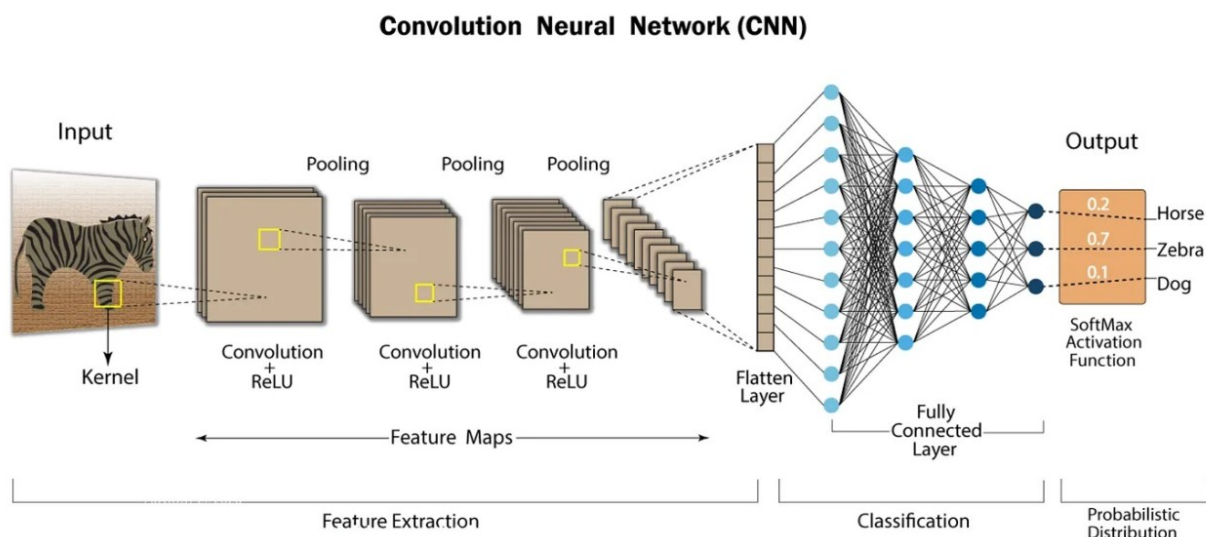 Convolution Neural Network (CNN)
Input
Pooling
Pooling
Pooling
Output
0.2
Horse
0.7
Zebra
0.1
Dog
SoftMax
Activation
Function
Kernel
Convolution
+
ReLU
Convolution
+
ReLU
Convolution
+
ReLU
Flatten
Layer
Fully
Connected
Layer
Feature Maps
Feature Extraction
Classification
Probabilistic
Distribution